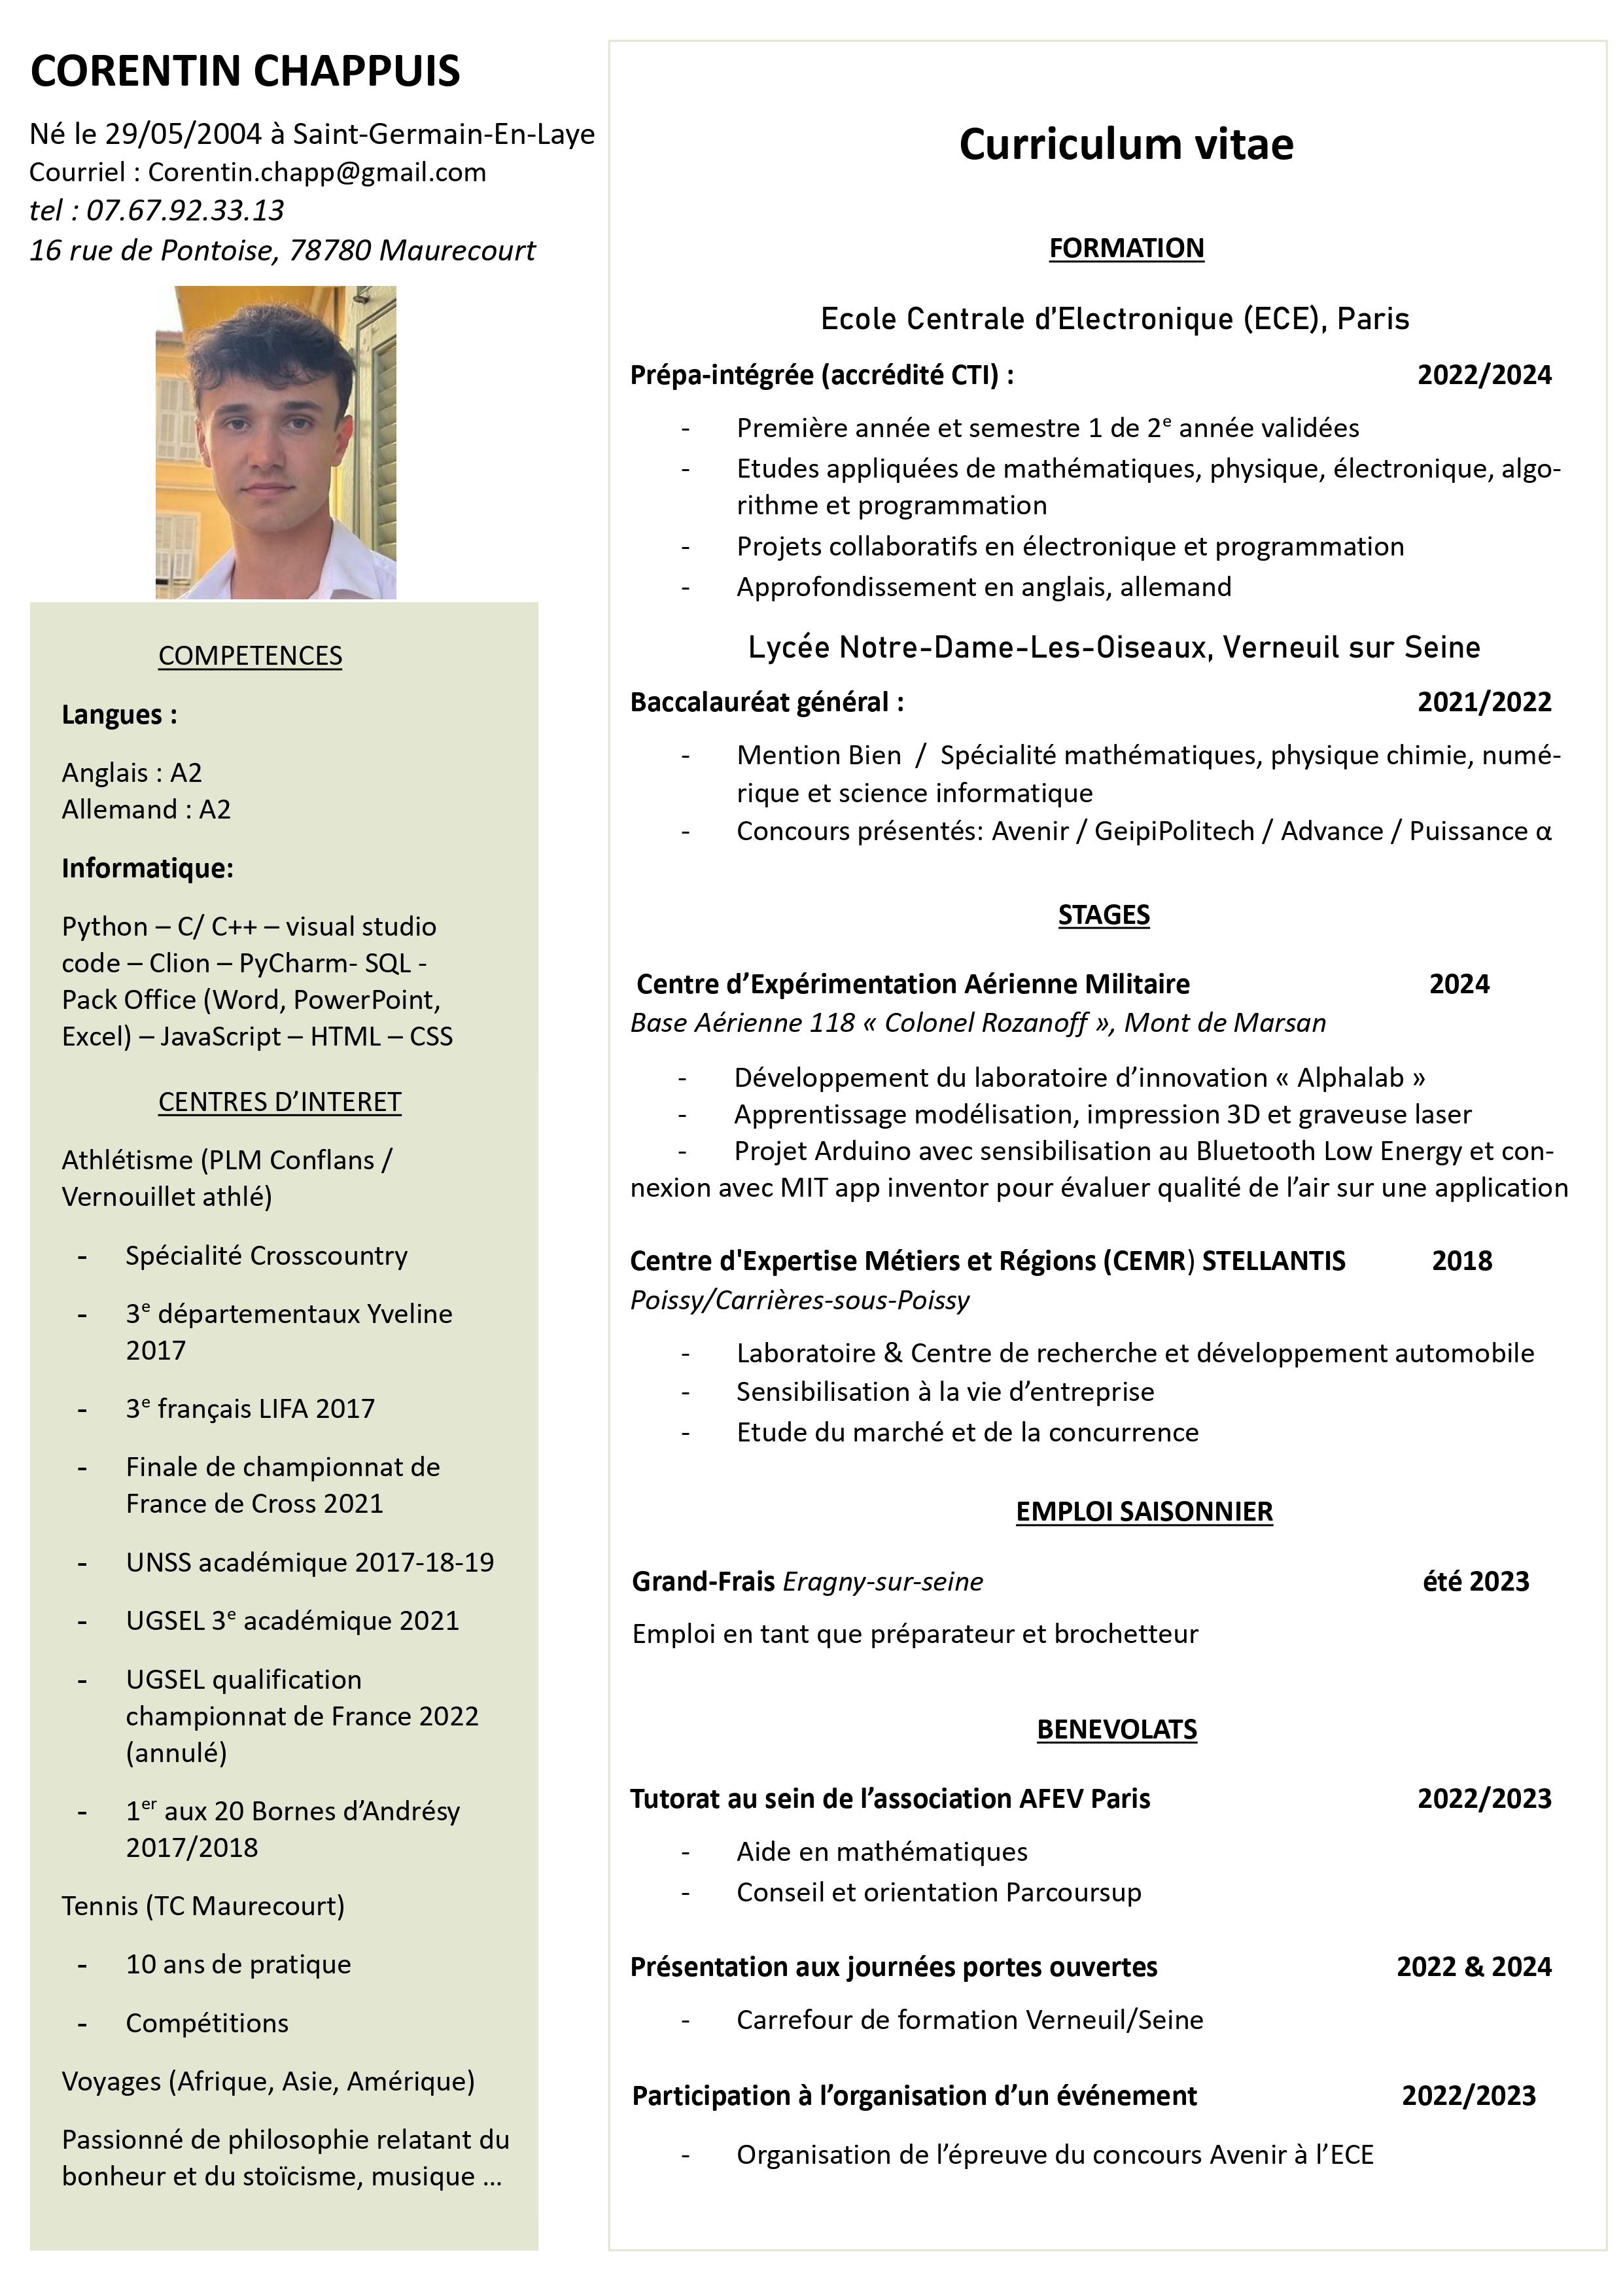 CORENTIN CHAPPUIS
Né le 29/05/2004 à Saint-Germain-En-Laye
Courriel : Corentin.chapp@gmail.com
tel : 07.67.92.33.13
16 rue de Pontoise, 78780 Maurecourt
COMPETENCES
Langues :
Anglais : A2
Allemand : A2
Informatique:
Python – C/ C++ – visual studio
code – Clion – PyCharm- SQL -
Pack Office (Word, PowerPoint,
Excel) – JavaScript – HTML – CSS
CENTRES D’INTERET
Athlétisme (PLM Conflans /
Vernouillet athlé)
- Spécialité Crosscountry
- 3e départementaux Yveline
2017
- 3e français LIFA 2017
- Finale de championnat de
France de Cross 2021
- UNSS académique 2017-18-19
- UGSEL 3e académique 2021
- UGSEL qualification
championnat de France 2022
(annulé)
- 1er aux 20 Bornes d’Andrésy
2017/2018
Tennis (TC Maurecourt)
- 10 ans de pratique
- Compétitions
Voyages (Afrique, Asie, Amérique)
Passionné de philosophie relatant du
bonheur et du stoïcisme, musique ...
Curriculum vitae
FORMATION
Ecole Centrale d’Electronique (ECE), Paris
Prépa-intégrée (accrédité CTI) : 2022/2024
- Première année et semestre 1 de 2e année validées
- Etudes appliquées de mathématiques, physique, électronique, algo-
rithme et programmation
- Projets collaboratifs en électronique et programmation
- Approfondissement en anglais, allemand
Lycée Notre-Dame-Les-Oiseaux, Verneuil sur Seine
Baccalauréat général : 2021/2022
- Mention Bien / Spécialité mathématiques, physique chimie, numé-
rique et science informatique
- Concours présentés: Avenir / GeipiPolitech / Advance / Puissance α
STAGES
Centre d’Expérimentation Aérienne Militaire 2024
Base Aérienne 118 « Colonel Rozanoff », Mont de Marsan
- Développement du laboratoire d’innovation « Alphalab »
- Apprentissage modélisation, impression 3D et graveuse laser
- Projet Arduino avec sensibilisation au Bluetooth Low Energy et con-
nexion avec MIT app inventor pour évaluer qualité de l’air sur une application
Centre d'Expertise Métiers et Régions (CEMR) STELLANTIS 2018
Poissy/Carrières-sous-Poissy
- Laboratoire & Centre de recherche et développement automobile
- Sensibilisation à la vie d’entreprise
- Etude du marché et de la concurrence
EMPLOI SAISONNIER
Grand-Frais Eragny-sur-seine été 2023
Emploi en tant que préparateur et brochetteur
BENEVOLATS
Tutorat au sein de l’association AFEV Paris 2022/2023
- Aide en mathématiques
- Conseil et orientation Parcoursup
Présentation aux journées portes ouvertes 2022 & 2024
- Carrefour de formation Verneuil/Seine
Participation à l’organisation d’un événement 2022/2023
- Organisation de l’épreuve du concours Avenir à l’ECE